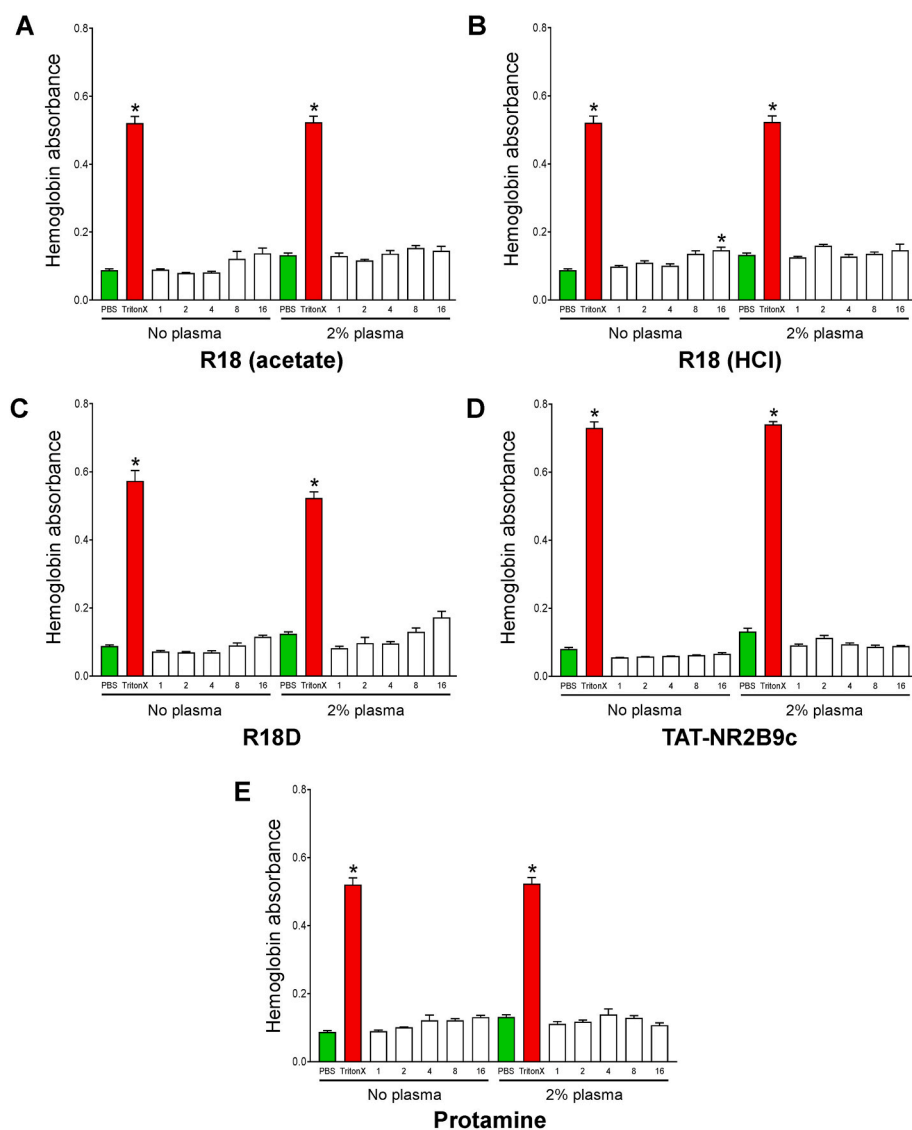 A
Hemoglobin absorbance
0.8
0.6
0.4
0.2
0.0
*
*
PBS TritonX 1 2 4 8 16 PBS TritonX 1 2 4 8 16
No plasma 2% plasma
R18 (acetate)
B
Hemoglobin absorbance
0.8
0.6
0.4
0.2
0.0
*
*
*
PBS TritonX 1 2 4 8 16 PBS TritonX 1 2 4 8 16
No plasma 2% plasma
R18 (HCl)
C
Hemoglobin absorbance
0.8
0.6
0.4
0.2
0.0
*
*
PBS TritonX 1 2 4 8 16 PBS TritonX 1 2 4 8 16
No plasma 2% plasma
R18D
D
Hemoglobin absorbance
0.8
0.6
0.4
0.2
0.0
*
*
PBS TritonX 1 2 4 8 16 PBS TritonX 1 2 4 8 16
No plasma 2% plasma
TAT-NR2B9c
E
Hemoglobin absorbance
0.8
0.6
0.4
0.2
0.0
*
*
PBS TritonX 1 2 4 8 16 PBS TritonX 1 2 4 8 16
No plasma 2% plasma
Protamine